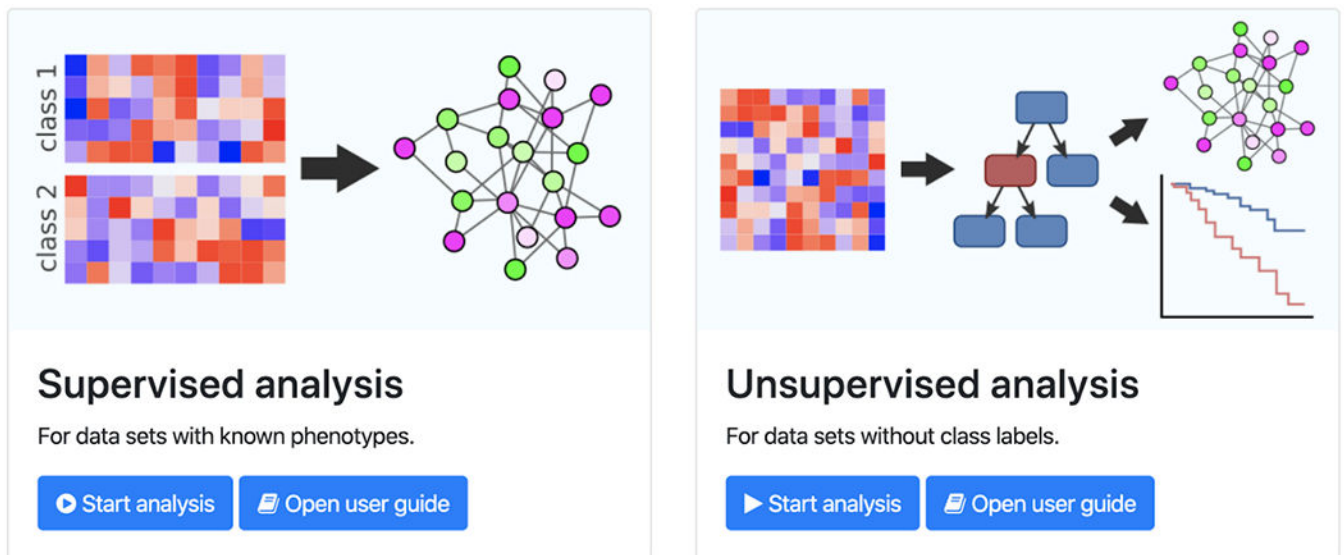 class 1
class 2
Supervised analysis
For data sets with known phenotypes.
Start analysis
Open user guide
Unsupervised analysis
For data sets without class labels.
Start analysis
Open user guide